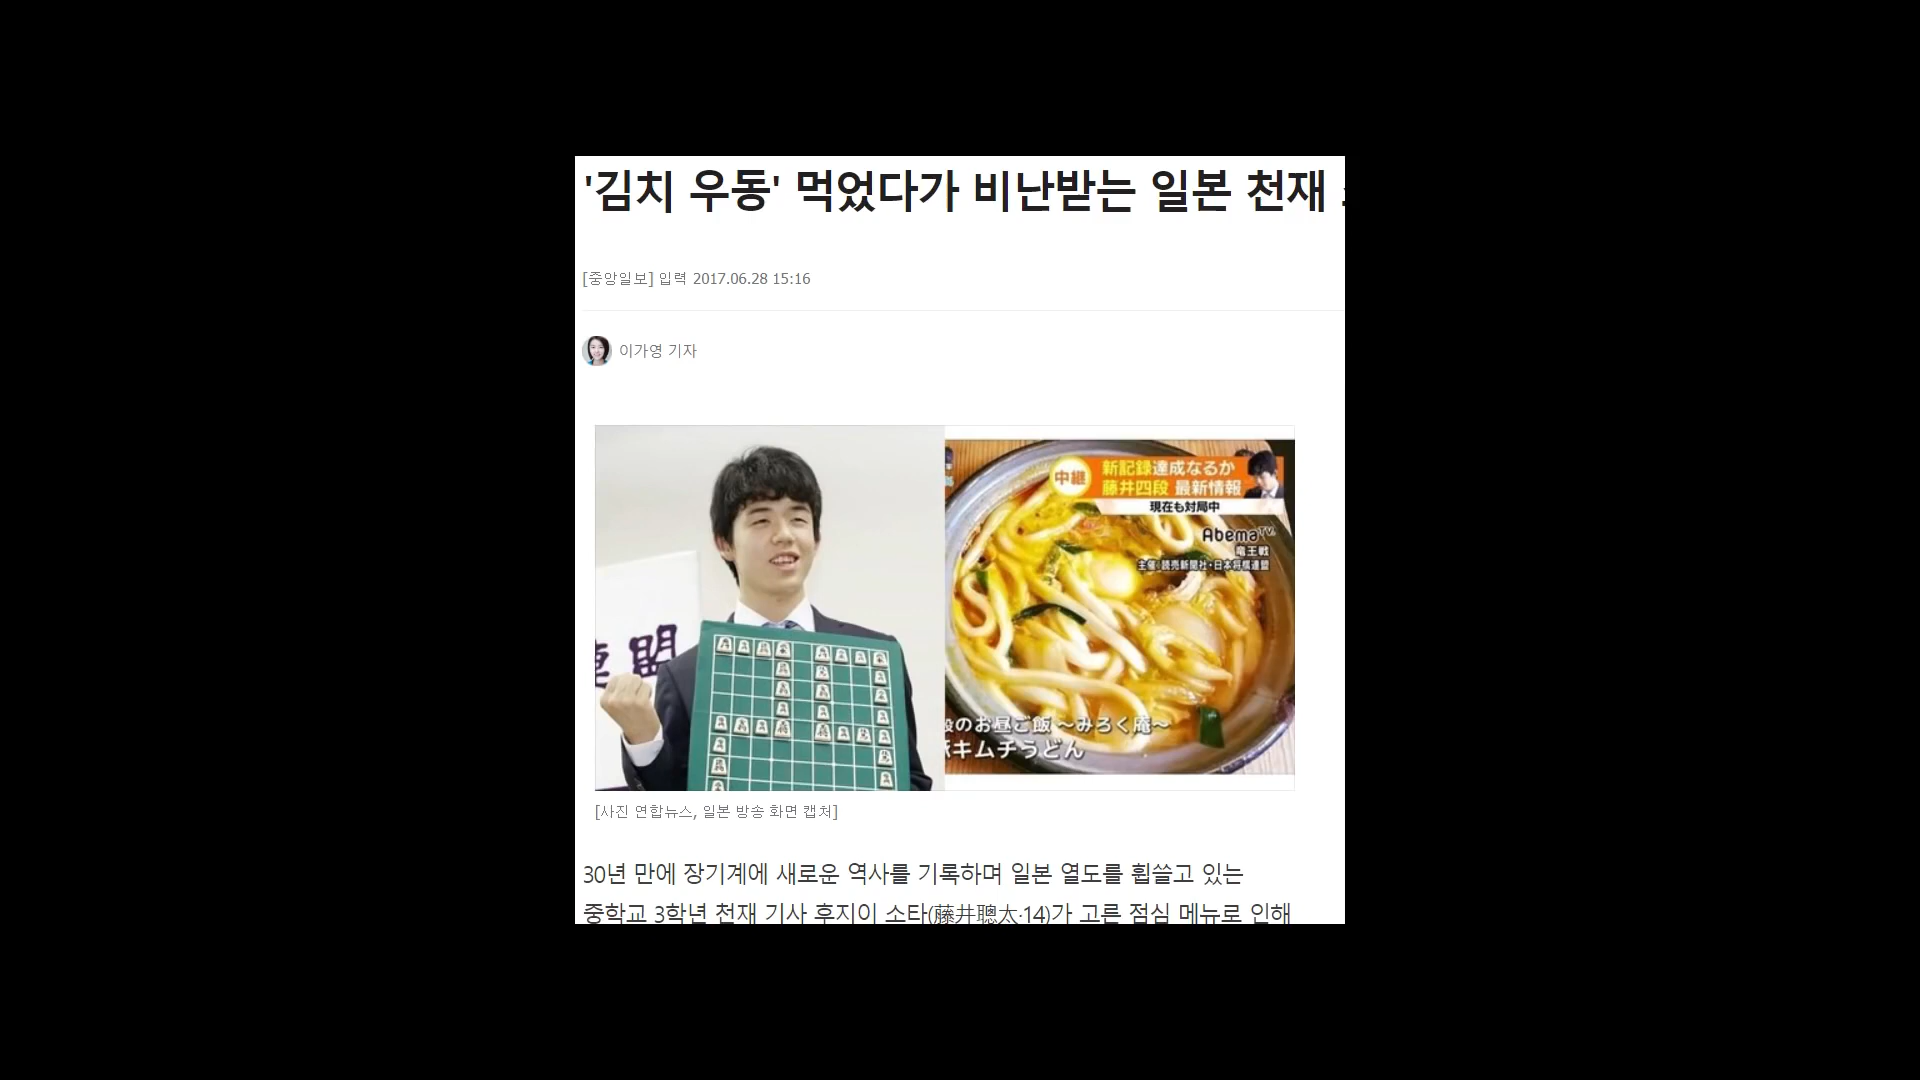 '김치 우동' 먹었다가 비난받는 일본 천재
[중앙일보] 입력 2017.06.28 15:16
이가영 기자
連盟
中継
新記録達成なるか
藤井四段 最新情報
現在も対局中
AbemaTV
竜王戦
主催:読売新聞社・日本将棋連盟
段のお昼ご飯 ～みろく庵～
キムチうどん
[사진 연합뉴스, 일본 방송 화면 캡처]
30년 만에 장기계에 새로운 역사를 기록하며 일본 열도를 휩쓸고 있는
중학교 3학년 천재 기사 후지이 소타(藤井聰太·14)가 고른 점심 메뉴로 인해